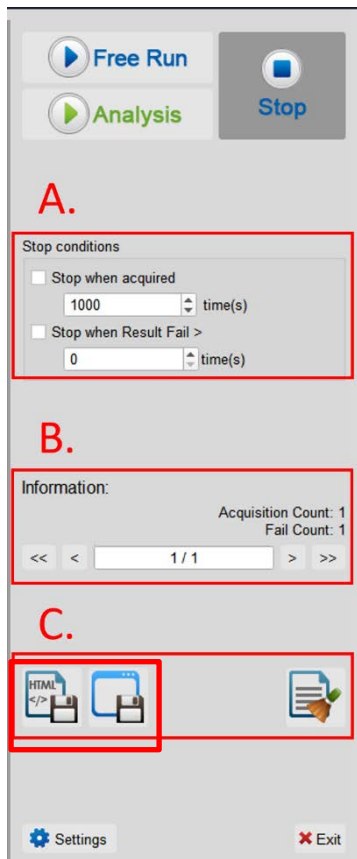 Free Run
Analysis
Stop
A.
Stop conditions
Stop when acquired
1000 time(s)
Stop when Result Fail >
0 time(s)
B.
Information:
Acquisition Count: 1
Fail Count: 1
<< < 1 / 1 > >>
C.
HTML
</>
Settings
Exit